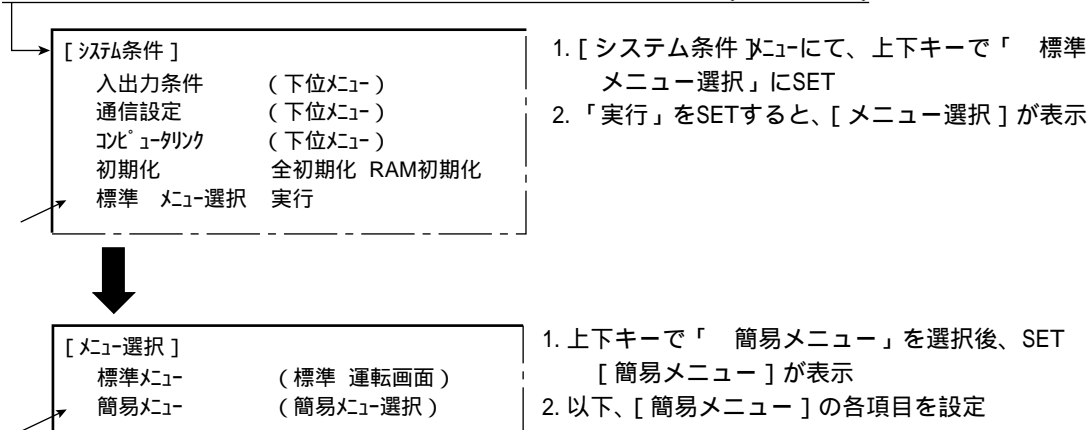 [ システム条件 ]
入出力条件 ( 下位メニュー )
通信設定 ( 下位メニュー )
コンピュータリンク ( 下位メニュー )
初期化 全初期化 RAM初期化
標準 メニュー選択 実行
1. [ システム条件 ]メニューにて、上下キーで「 標準
メニュー選択」にSET
2. 「実行」をSETすると、[ メニュー選択 ] が表示
[ メニュー選択 ]
標準メニュー ( 標準 運転画面 )
簡易メニュー ( 簡易メニュー選択 )
1. 上下キーで「 簡易メニュー」を選択後、SET
[ 簡易メニュー ] が表示
2. 以下、[ 簡易メニュー ] の各項目を設定